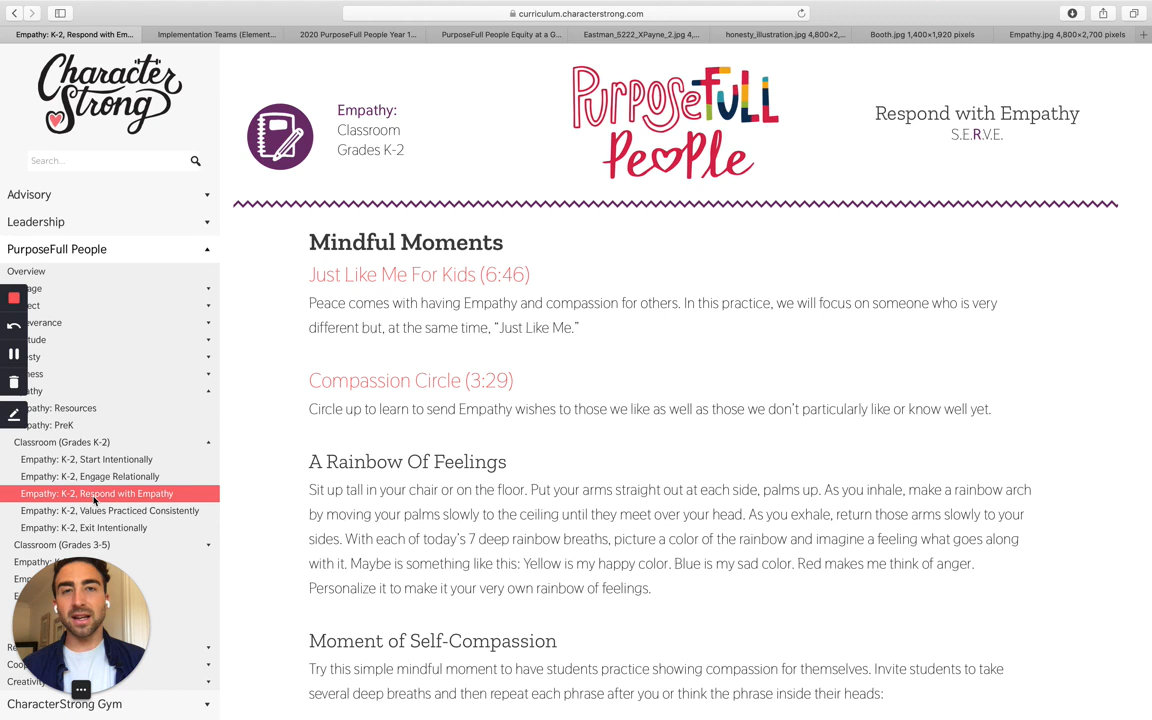 curriculum.characterstrong.com
Empathy: K-2, Respond with Em...
Implementation Teams (Element...
2020 PurposeFull People Year 1...
PurposeFull People Equity at a G...
Eastman_5222_XPayne_2.jpg 4,...
honesty_illustration.jpg 4,800×2,...
Booth.jpg 1,400×1,920 pixels
Empathy.jpg 4,800×2,700 pixels
Character
Strong
Search...
Advisory
Leadership
PurposeFull People
Overview
age
ect
everance
tude
sty
ness
athy
pathy: Resources
pathy: PreK
Classroom (Grades K-2)
Empathy: K-2, Start Intentionally
Empathy: K-2, Engage Relationally
Empathy: K-2, Respond with Empathy
Empathy: K-2, Values Practiced Consistently
Empathy: K-2, Exit Intentionally
Classroom (Grades 3-5)
Re
Coop
Creativity
CharacterStrong Gym
Empathy:
Classroom
Grades K-2
PURPOSEFULL
PeoPLe
Respond with Empathy
S.E.R.V.E.
Mindful Moments
Just Like Me For Kids (6:46)
Peace comes with having Empathy and compassion for others. In this practice, we will focus on someone who is very
different but, at the same time, “Just Like Me.”
Compassion Circle (3:29)
Circle up to learn to send Empathy wishes to those we like as well as those we don’t particularly like or know well yet.
A Rainbow Of Feelings
Sit up tall in your chair or on the floor. Put your arms straight out at each side, palms up. As you inhale, make a rainbow arch
by moving your palms slowly to the ceiling until they meet over your head. As you exhale, return those arms slowly to your
sides. With each of today’s 7 deep rainbow breaths, picture a color of the rainbow and imagine a feeling what goes along
with it. Maybe is something like this: Yellow is my happy color. Blue is my sad color. Red makes me think of anger.
Personalize it to make it your very own rainbow of feelings.
Moment of Self-Compassion
Try this simple mindful moment to have students practice showing compassion for themselves. Invite students to take
several deep breaths and then repeat each phrase after you or think the phrase inside their heads: